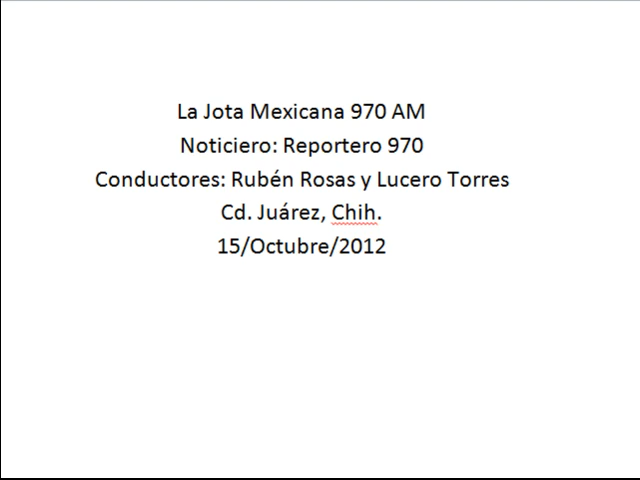 La Jota Mexicana 970 AM
Noticiero: Reportero 970
Conductores: Rubén Rosas y Lucero Torres
Cd. Juárez, Chih.
15/Octubre/2012